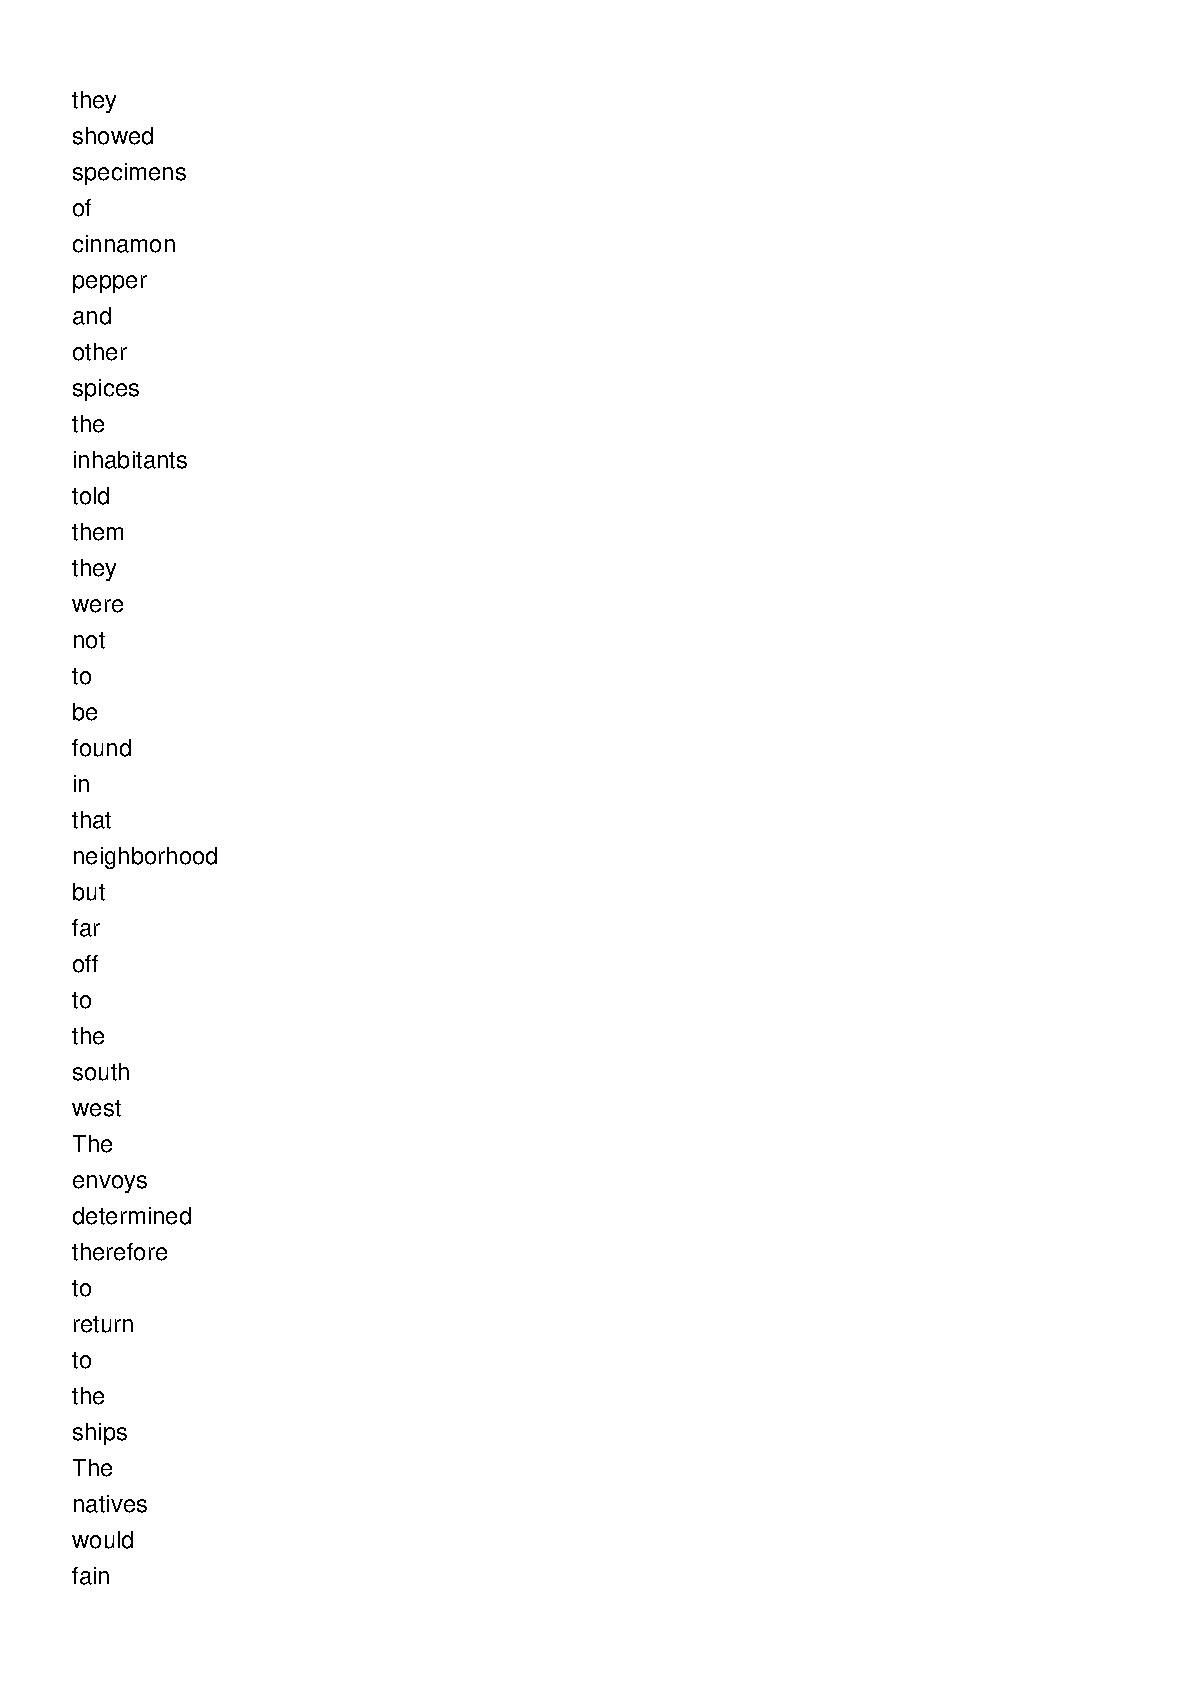 they
showed
specimens
of
cinnamon
pepper
and
other
spices
the
inhabitants
told
them
they
were
not
to
be
found
in
that
neighborhood
but
far
off
to
the
south
west
The
envoys
determined
therefore
to
return
to
the
ships
The
natives
would
fain